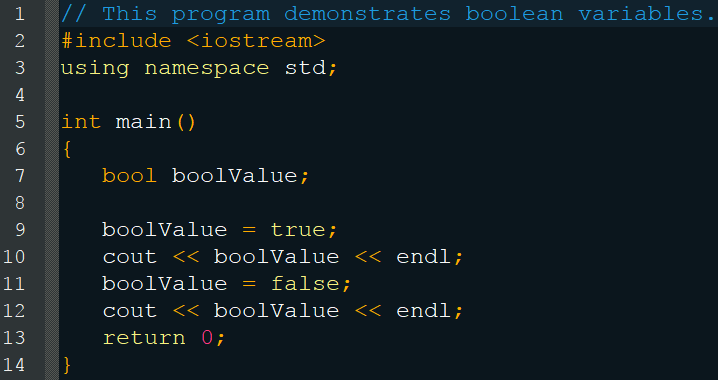 1 // This program demonstrates boolean variables.
2 #include <iostream>
3 using namespace std;
4
5 int main()
6 {
7    bool boolValue;
8
9    boolValue = true;
10    cout << boolValue << endl;
11    boolValue = false;
12    cout << boolValue << endl;
13    return 0;
14 }